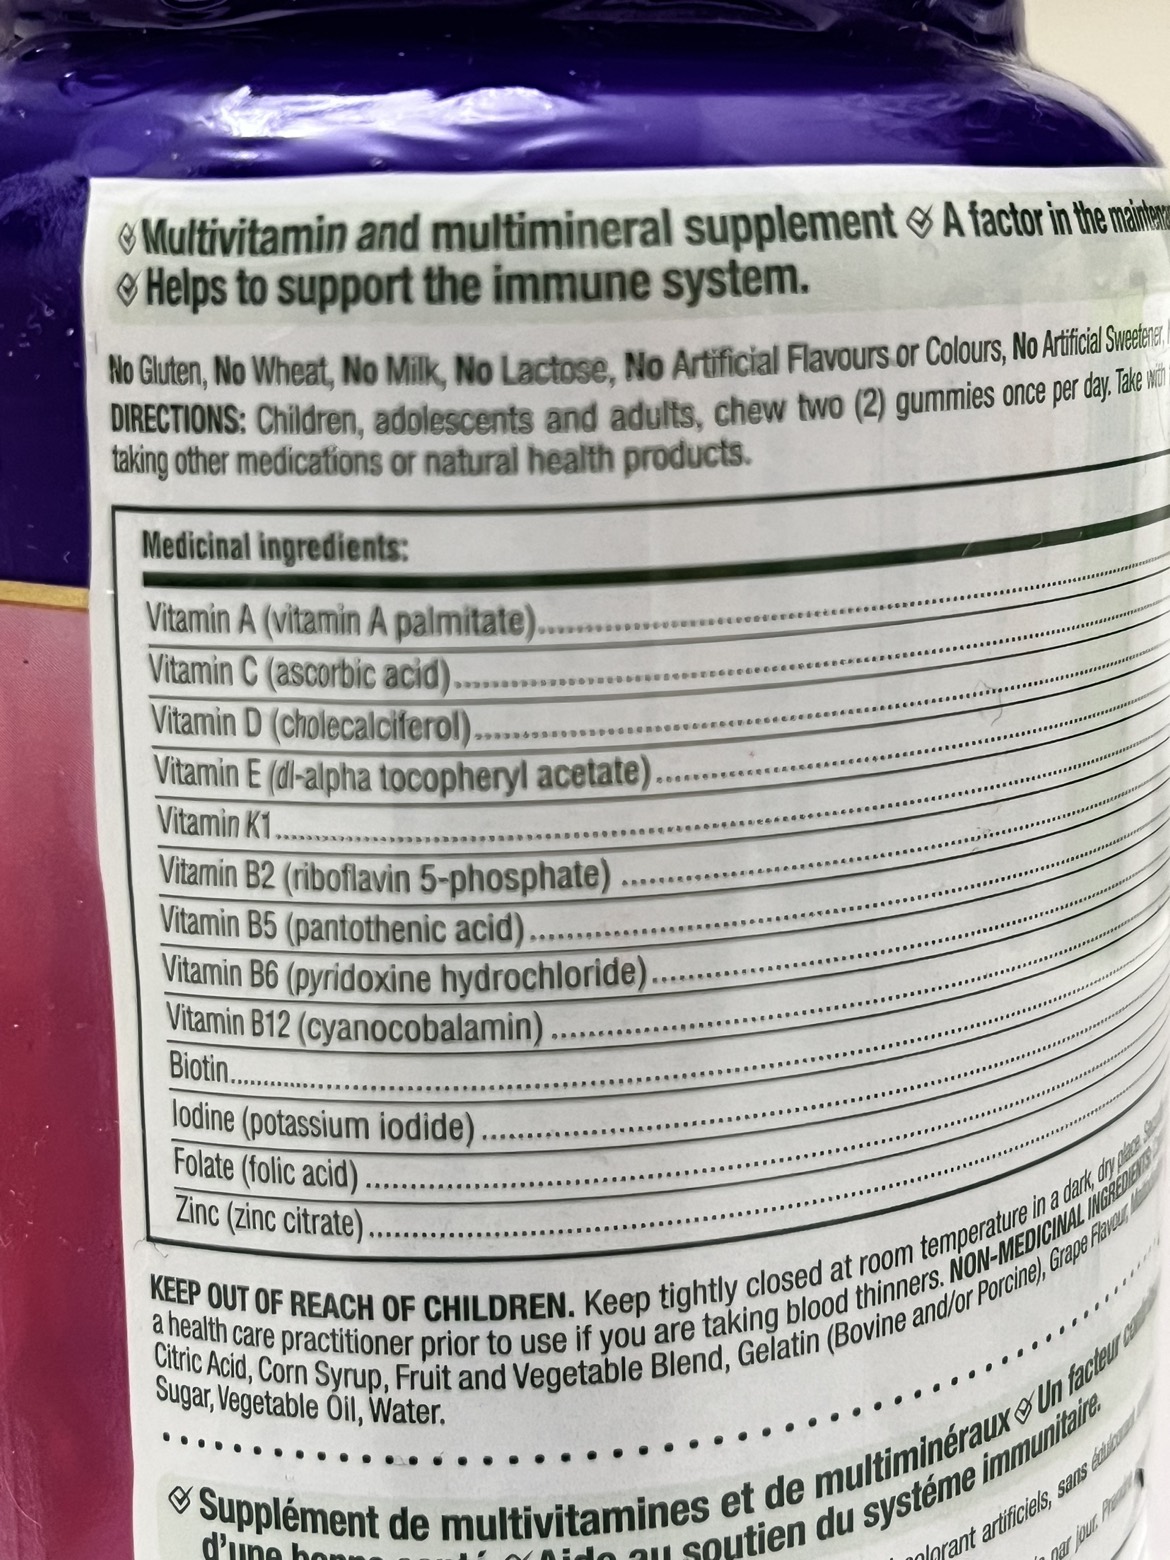 Multivitamin and multimineral supplement A factor in the
Helps to support the immune system.
No Gluten, No Wheat, No Milk, No Lactose, No Artificial Flavours or Colours, No Artificial Sweetener,
DIRECTIONS: Children, adolescents and adults, chew two (2) gummies once per day. Take with
taking other medications or natural health products.
Medicinal ingredients:
Vitamin A (vitamin A palmitate)
Vitamin C (ascorbic acid)
Vitamin D (cholecalciferol)
Vitamin E (dl-alpha tocopheryl acetate)
Vitamin K1
Vitamin B2 (riboflavin 5-phosphate)
Vitamin B5 (pantothenic acid)
Vitamin B6 (pyridoxine hydrochloride)
Vitamin B12 (cyanocobalamin)
Biotin
Iodine (potassium iodide)
Folate (folic acid)
Zinc (zinc citrate)
KEEP OUT OF REACH OF CHILDREN. Keep tightly closed at room temperature in a dark, dry place.
a health care practitioner prior to use if you are taking blood thinners. NON-MEDICINAL INGREDIENTS:
Citric Acid, Corn Syrup, Fruit and Vegetable Blend, Gelatin (Bovine and/or Porcine), Grape Flavour,
Sugar, Vegetable Oil, Water.
Supplément de multivitamines et de multiminéraux Un facteur
d'une bonne santé. Aide au soutien du systéme immunitaire.
colorant artificiels, sans
par jour.